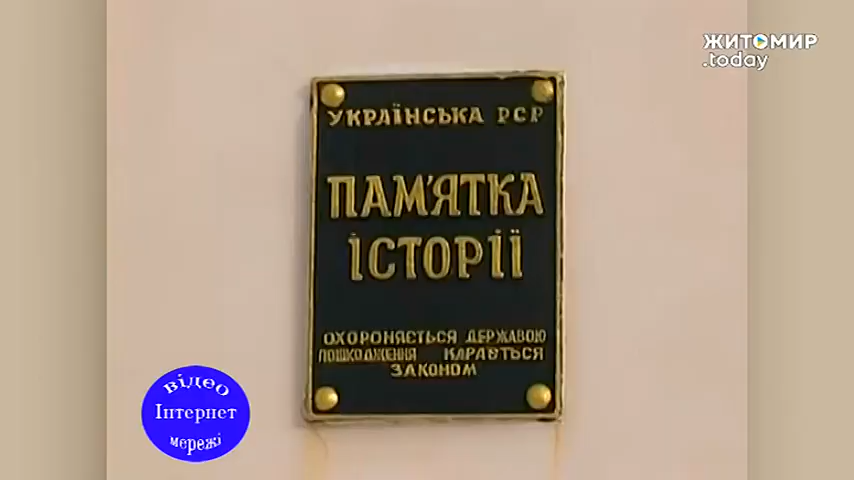 ЖИТОМИР
.today
УКРАЇНСЬКА РСР
ПАМ'ЯТКА
ІСТОРІЇ
ОХОРОНЯЄТЬСЯ ДЕРЖАВОЮ
ПОШКОДЖЕННЯ КАРАЄТЬСЯ
ЗАКОНОМ
відео
Інтернет
мережі